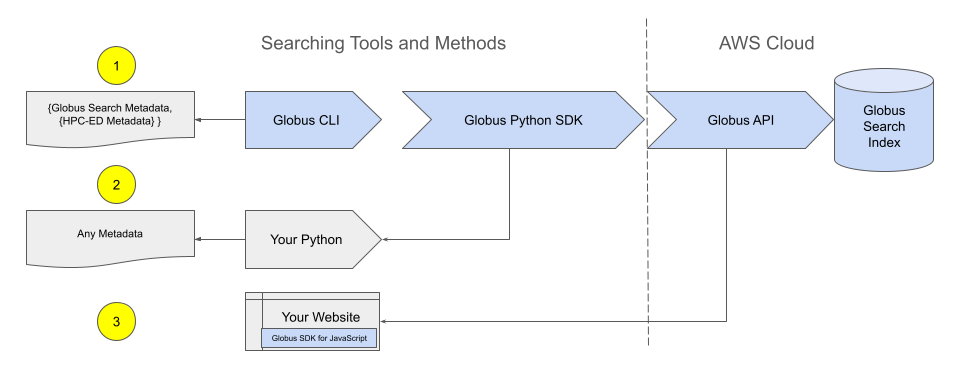 Searching Tools and Methods
AWS Cloud
1
{Globus Search Metadata,
{HPC-ED Metadata} }
Globus CLI
Globus Python SDK
Globus API
Globus
Search
Index
2
Any Metadata
Your Python
3
Your Website
Globus SDK for JavaScript